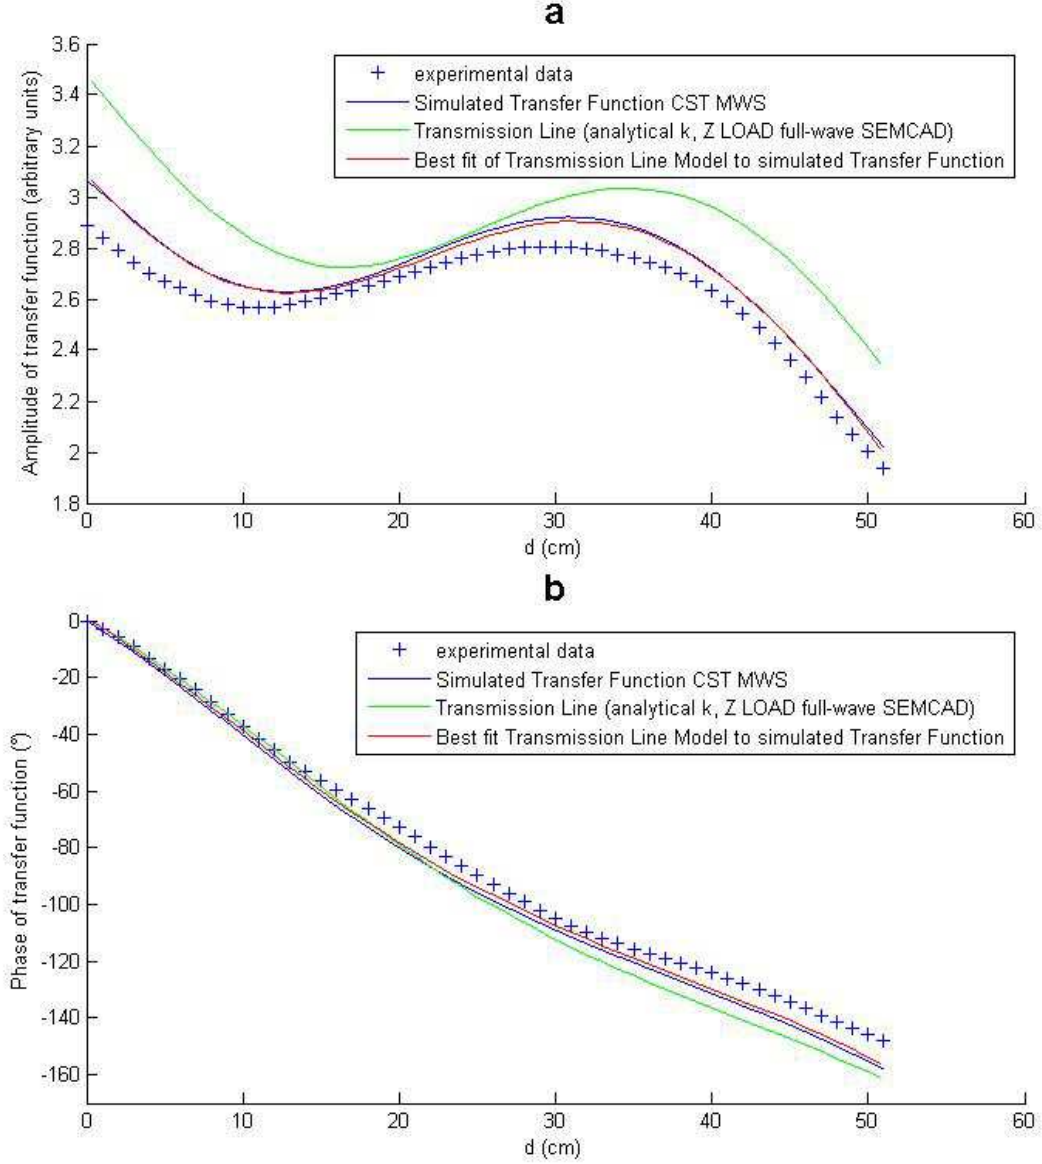 a
3.6
3.4
3.2
3
2.8
2.6
2.4
2.2
2
1.8
Amplitude of transfer function (arbitrary units)
experimental data
Simulated Transfer Function CST MWS
Transmission Line (analytical k, Z LOAD full-wave SEMCAD)
Best fit of Transmission Line Model to simulated Transfer Function
0 10 20 30 40 50 60
d (cm)
b
0
-20
-40
-60
-80
-100
-120
-140
-160
Phase of transfer function (°)
experimental data
Simulated Transfer Function CST MWS
Transmission Line (analytical k, Z LOAD full-wave SEMCAD)
Best fit Transmission Line Model to simulated Transfer Function
0 10 20 30 40 50 60
d (cm)